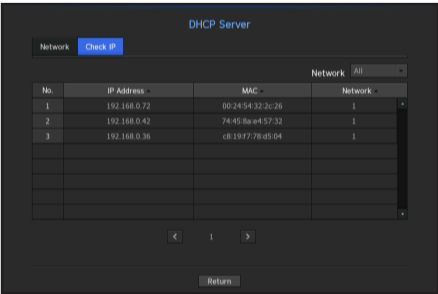 DHCP Server
Network Check IP
Network All
No. IP Address MAC Network
1 192.168.0.72 00:24:54:32:2c:26 1
2 192.168.0.42 74:45:8a:e4:57:32 1
3 192.168.0.36 c8:19:f7:78:d5:04 1
< 1 >
Return